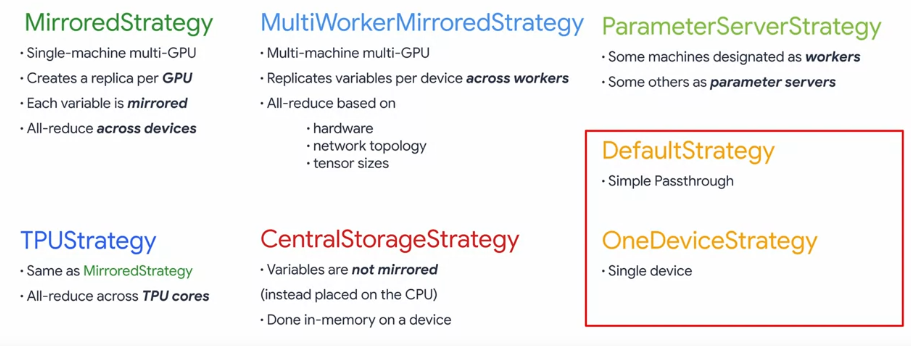 MirroredStrategy
• Single-machine multi-GPU
• Creates a replica per GPU
• Each variable is mirrored
• All-reduce across devices
MultiWorkerMirroredStrategy
• Multi-machine multi-GPU
• Replicates variables per device across workers
• All-reduce based on
• hardware
• network topology
• tensor sizes
ParameterServerStrategy
• Some machines designated as workers
• Some others as parameter servers
DefaultStrategy
• Simple Passthrough
TPUStrategy
• Same as MirroredStrategy
• All-reduce across TPU cores
CentralStorageStrategy
• Variables are not mirrored
(instead placed on the CPU)
• Done in-memory on a device
OneDeviceStrategy
• Single device